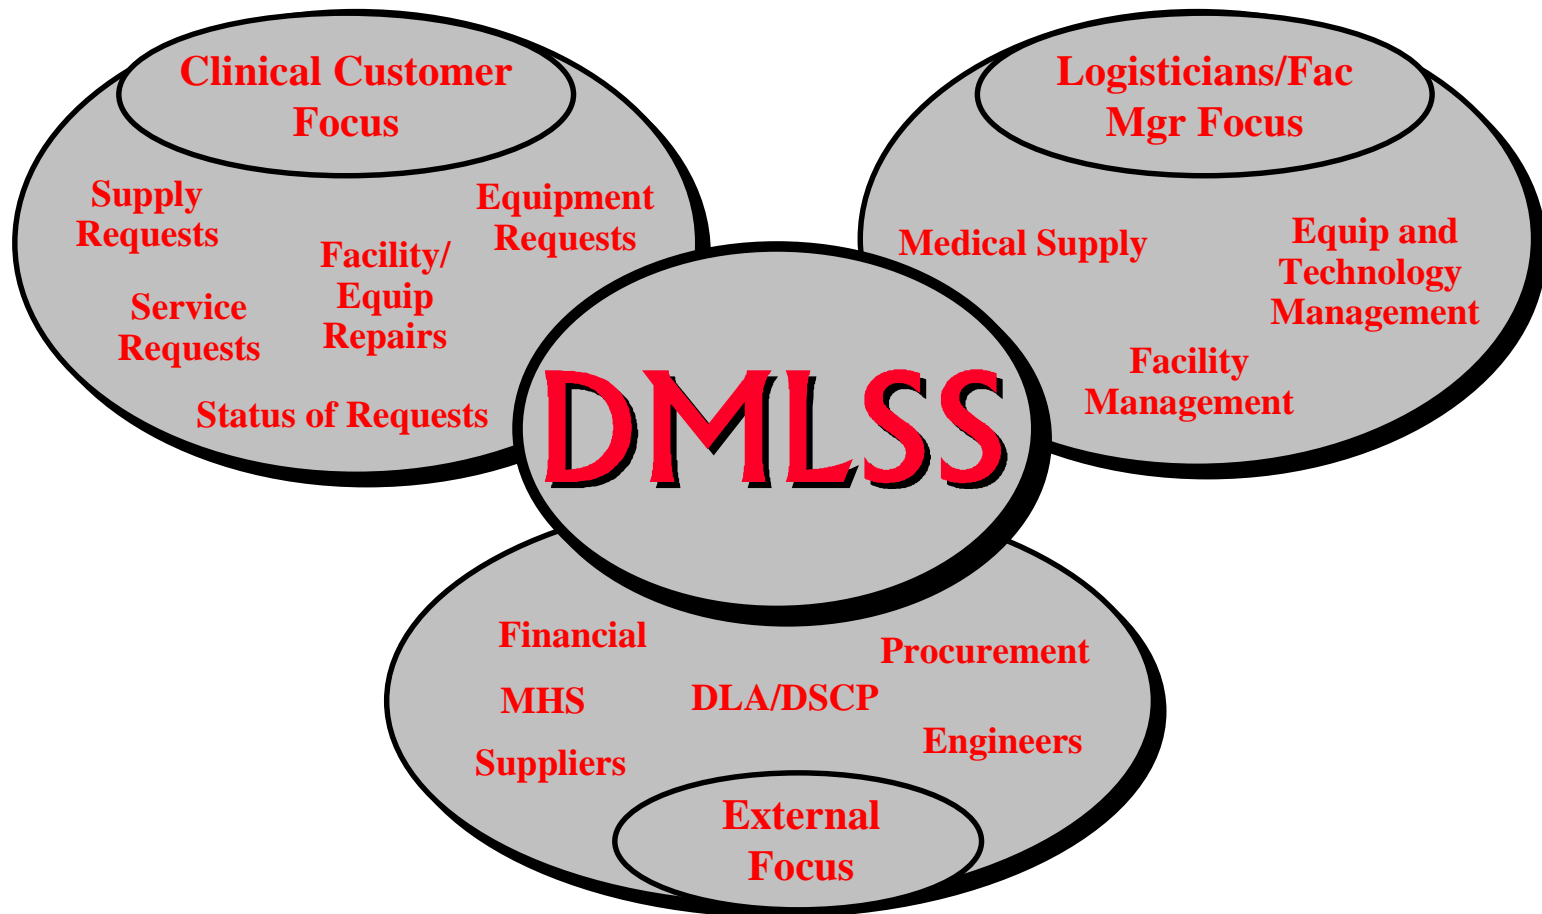 Clinical Customer
Focus
Supply
Requests
Equipment
Requests
Facility/
Equip
Repairs
Service
Requests
Status of Requests
Logisticians/Fac
Mgr Focus
Medical Supply
Equip and
Technology
Management
Facility
Management
DMLSS
Financial
Procurement
MHS
DLA/DSCP
Engineers
Suppliers
External
Focus